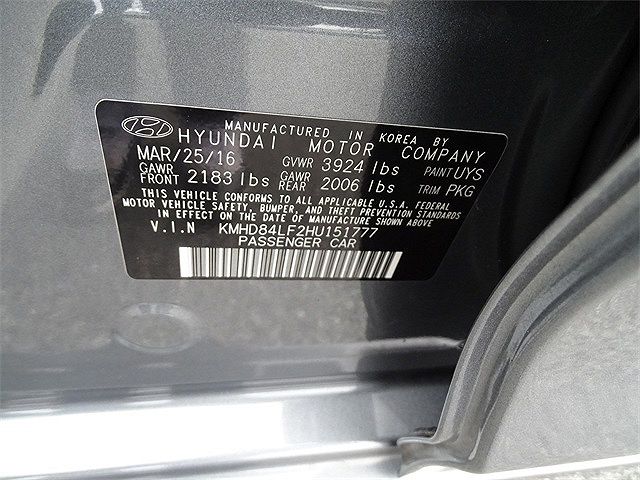 MANUFACTURED IN KOREA BY
HYUNDAI MOTOR COMPANY
MAR/25/16 GVWR 3924 lbs PAINT UYS
GAWR FRONT 2183 lbs GAWR REAR 2006 lbs TRIM PKG
THIS VEHICLE CONFORMS TO ALL APPLICABLE U.S.A. FEDERAL
MOTOR VEHICLE SAFETY, BUMPER, AND THEFT PREVENTION STANDARDS
IN EFFECT ON THE DATE OF MANUFACTURE SHOWN ABOVE
V.I.N KMHD84LF2HU151777
PASSENGER CAR